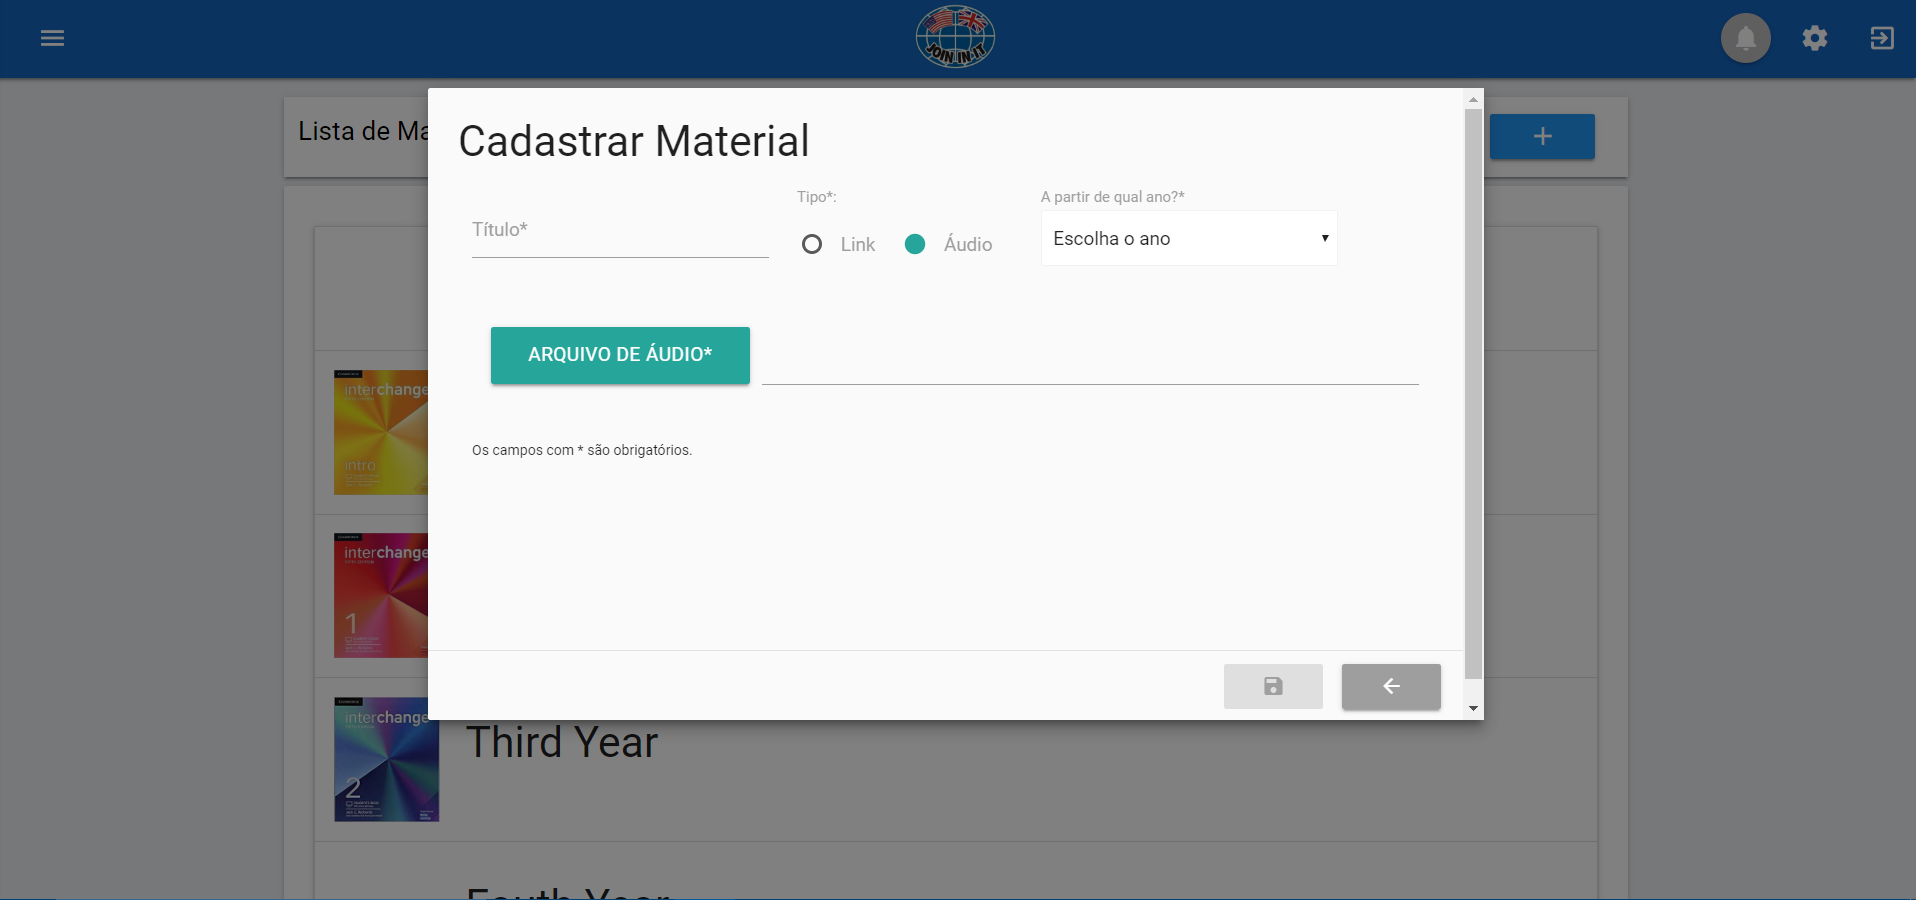 JOIN IN IT
Lista de Ma
+
Cadastrar Material
Tipo*:
A partir de qual ano?*
Título*
Link
Áudio
Escolha o ano
ARQUIVO DE ÁUDIO*
interchange
intro
Os campos com * são obrigatórios.
interchange
1
interchange
2
Third Year
Fouth Year